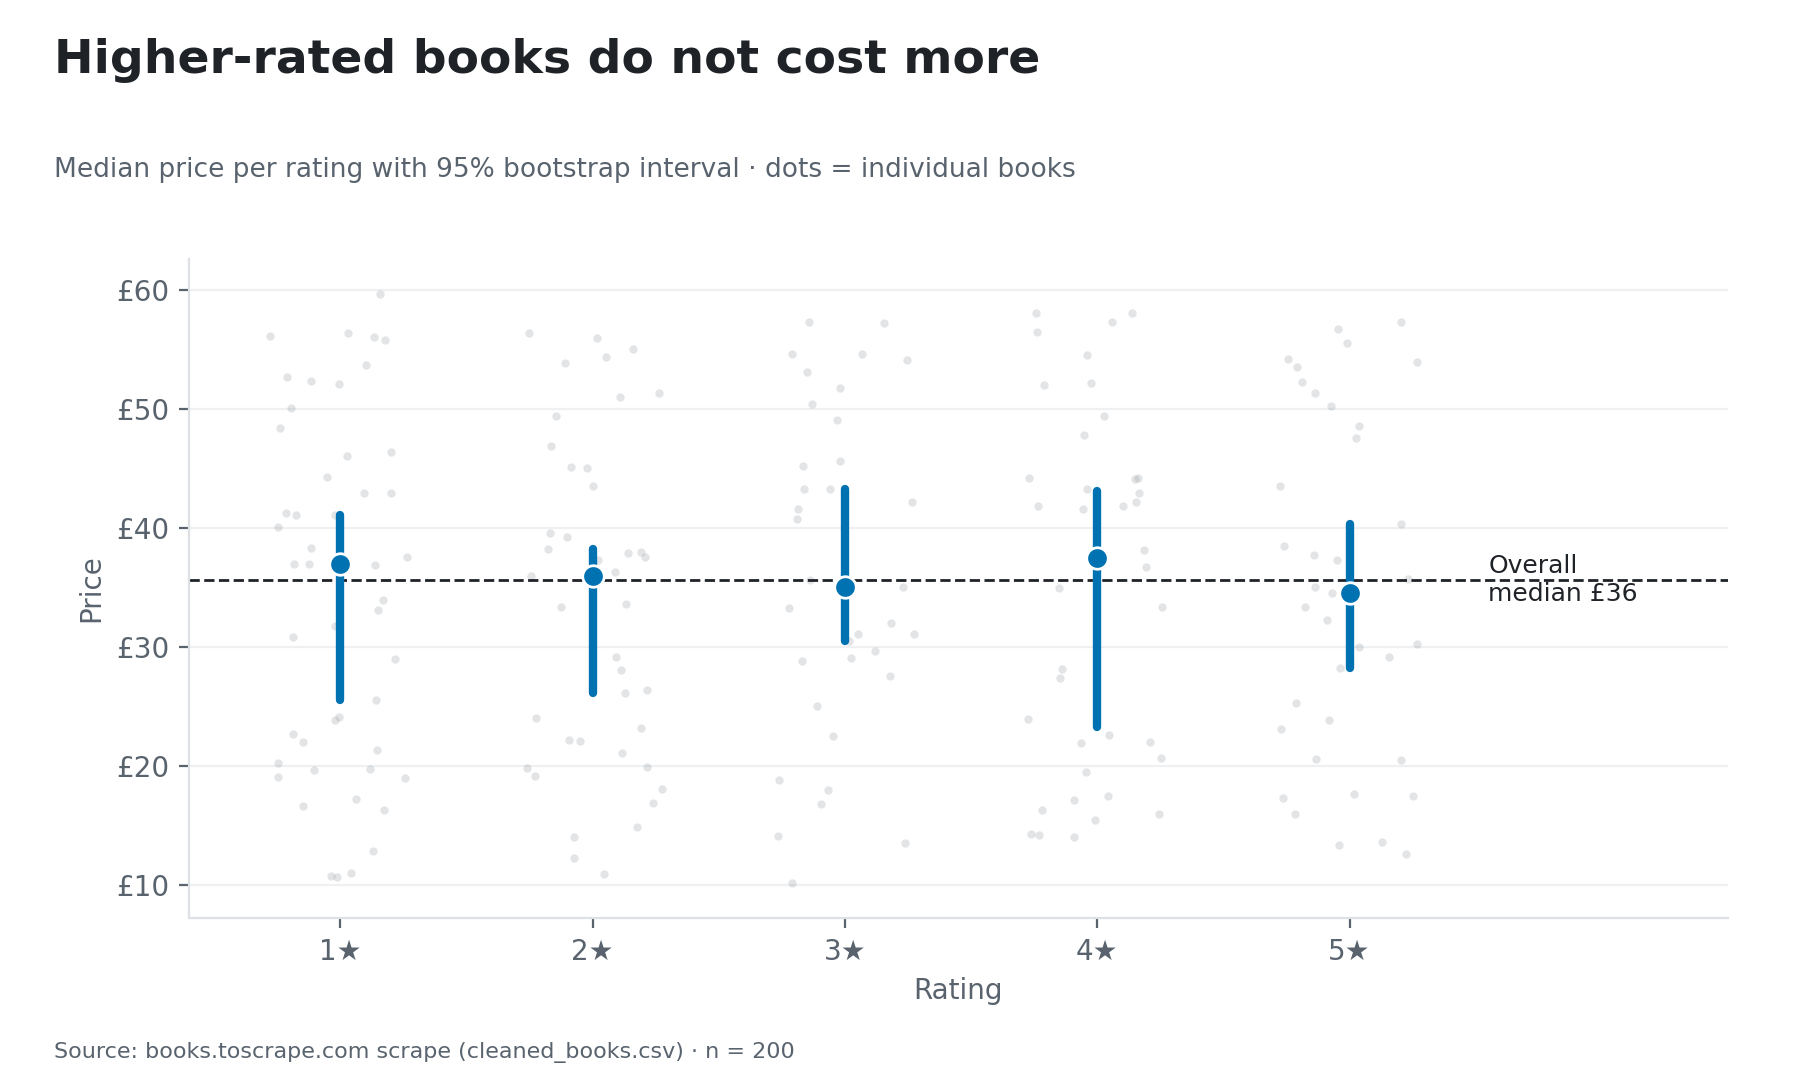 Higher-rated books do not cost more
Median price per rating with 95% bootstrap interval · dots = individual books
£60
£50
£40
£30
£20
£10
Price
Overall
median £36
1★ 2★ 3★ 4★ 5★
Rating
Source: books.toscrape.com scrape (cleaned_books.csv) · n = 200